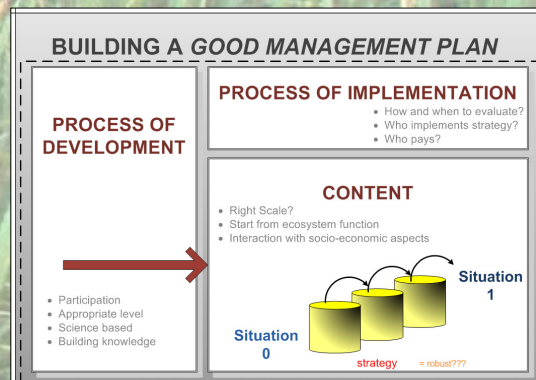 BUILDING A GOOD MANAGEMENT PLAN
PROCESS OF
DEVELOPMENT
• Participation
• Appropriate level
• Science based
• Building knowledge
PROCESS OF IMPLEMENTATION
• How and when to evaluate?
• Who implements strategy?
• Who pays?
CONTENT
• Right Scale?
• Start from ecosystem function
• Interaction with socio-economic aspects
Situation
0
Situation
1
strategy = robust???